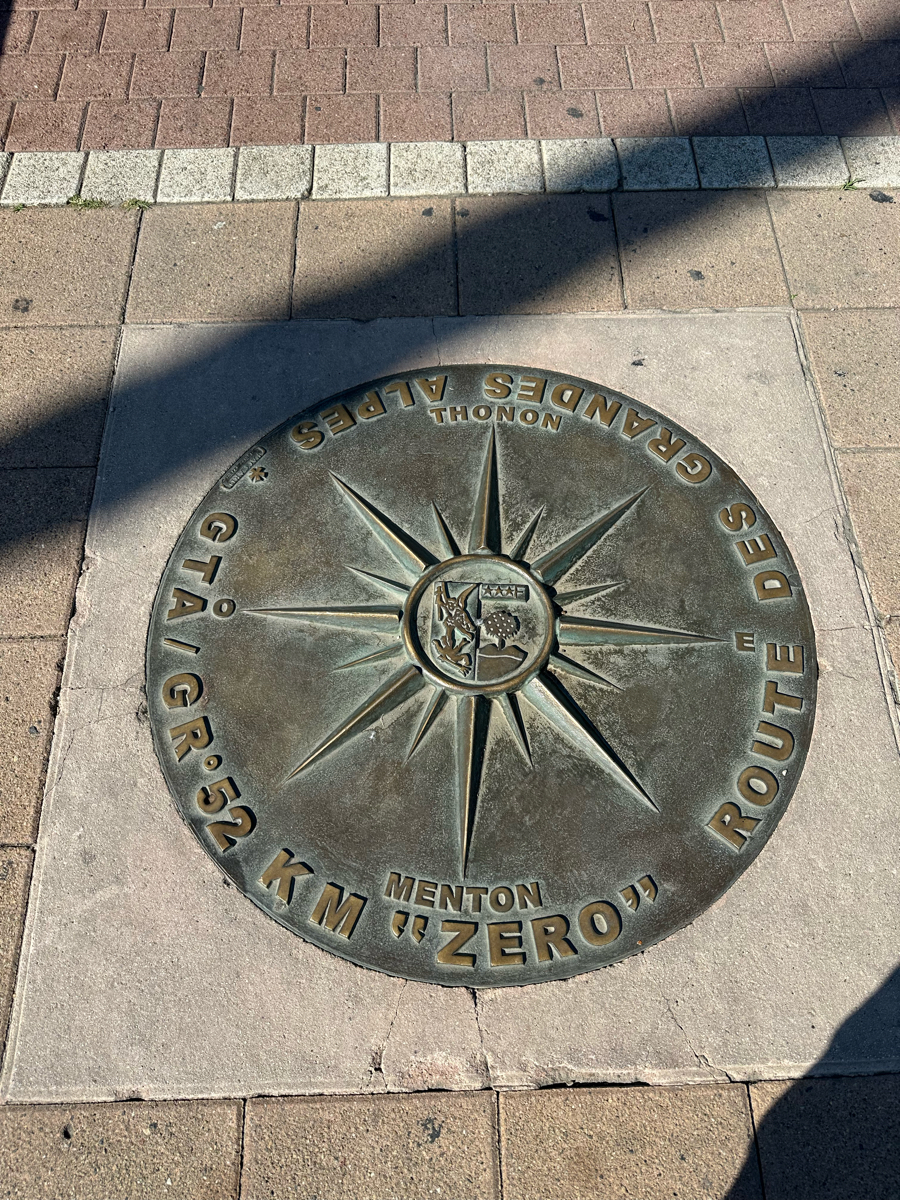 THONON
O
E
MENTON
KM "ZERO"
ROUTE DES GRANDES ALPES
GTA/GR•52